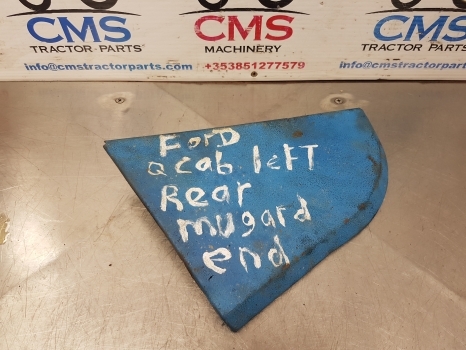 CMS CMS CMS
TRACTOR PARTS MACHINERY TRACTOR PARTS
info@cmstractorparts.com +353851277579 info@cmstractorparts.com
ForD
Q cab left
Rear
mugard
end